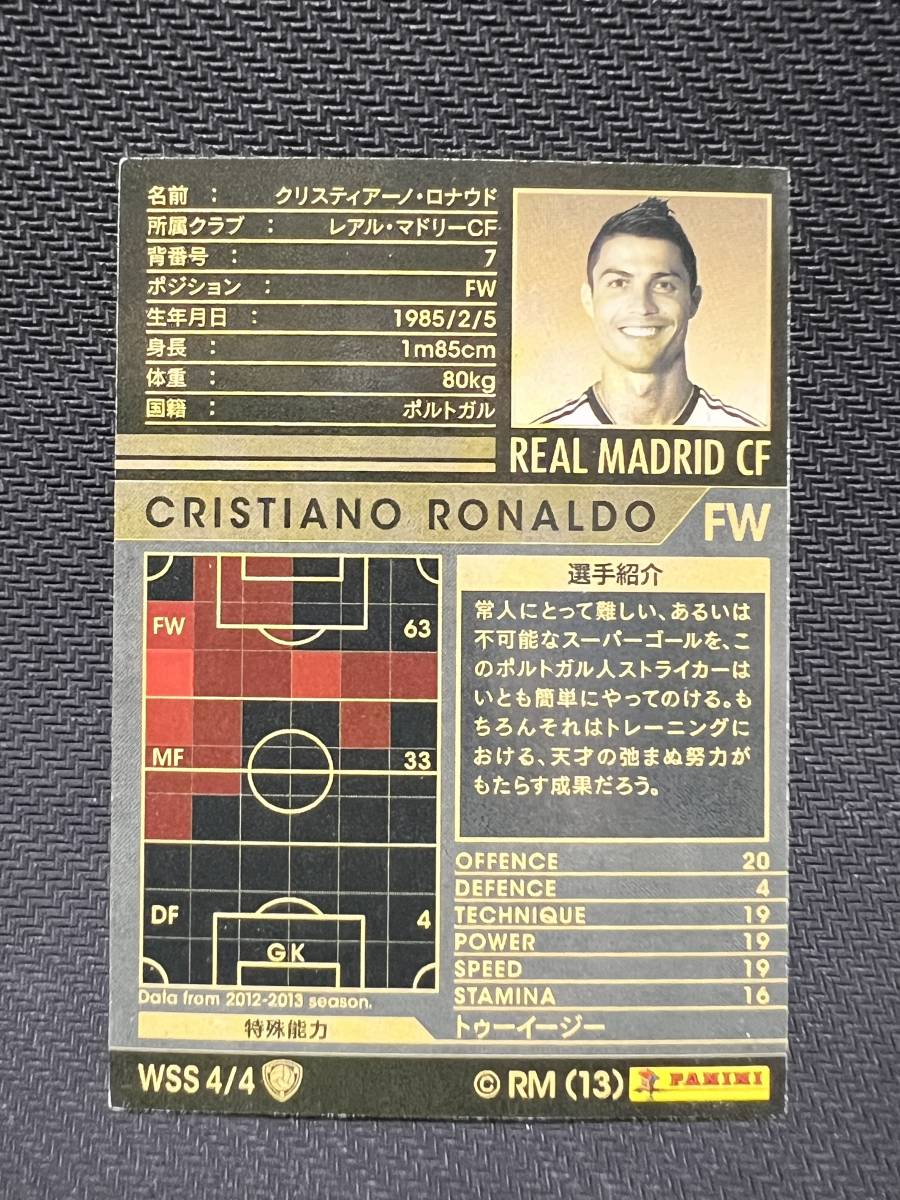 名前 : クリスティアーノ・ロナウド
所属クラブ : レアル・マドリーCF
背番号 : 7
ポジション : FW
生年月日 : 1985/2/5
身長 : 1m85cm
体重 : 80kg
国籍 : ポルトガル
REAL MADRID CF
CRISTIANO RONALDO FW
FW 63
MF 33
DF 4
GK
Data from 2012-2013 season.
特殊能力
選手紹介
常人にとって難しい、あるいは
不可能なスーパーゴールを、こ
のポルトガル人ストライカーは
いとも簡単にやってのける。も
ちろんそれはトレーニングに
おける、天才の弛まぬ努力が
もたらす成果だろう。
OFFENCE 20
DEFENCE 4
TECHNIQUE 19
POWER 19
SPEED 19
STAMINA 16
トゥーイージー
WSS 4/4
© RM (13) PANINI